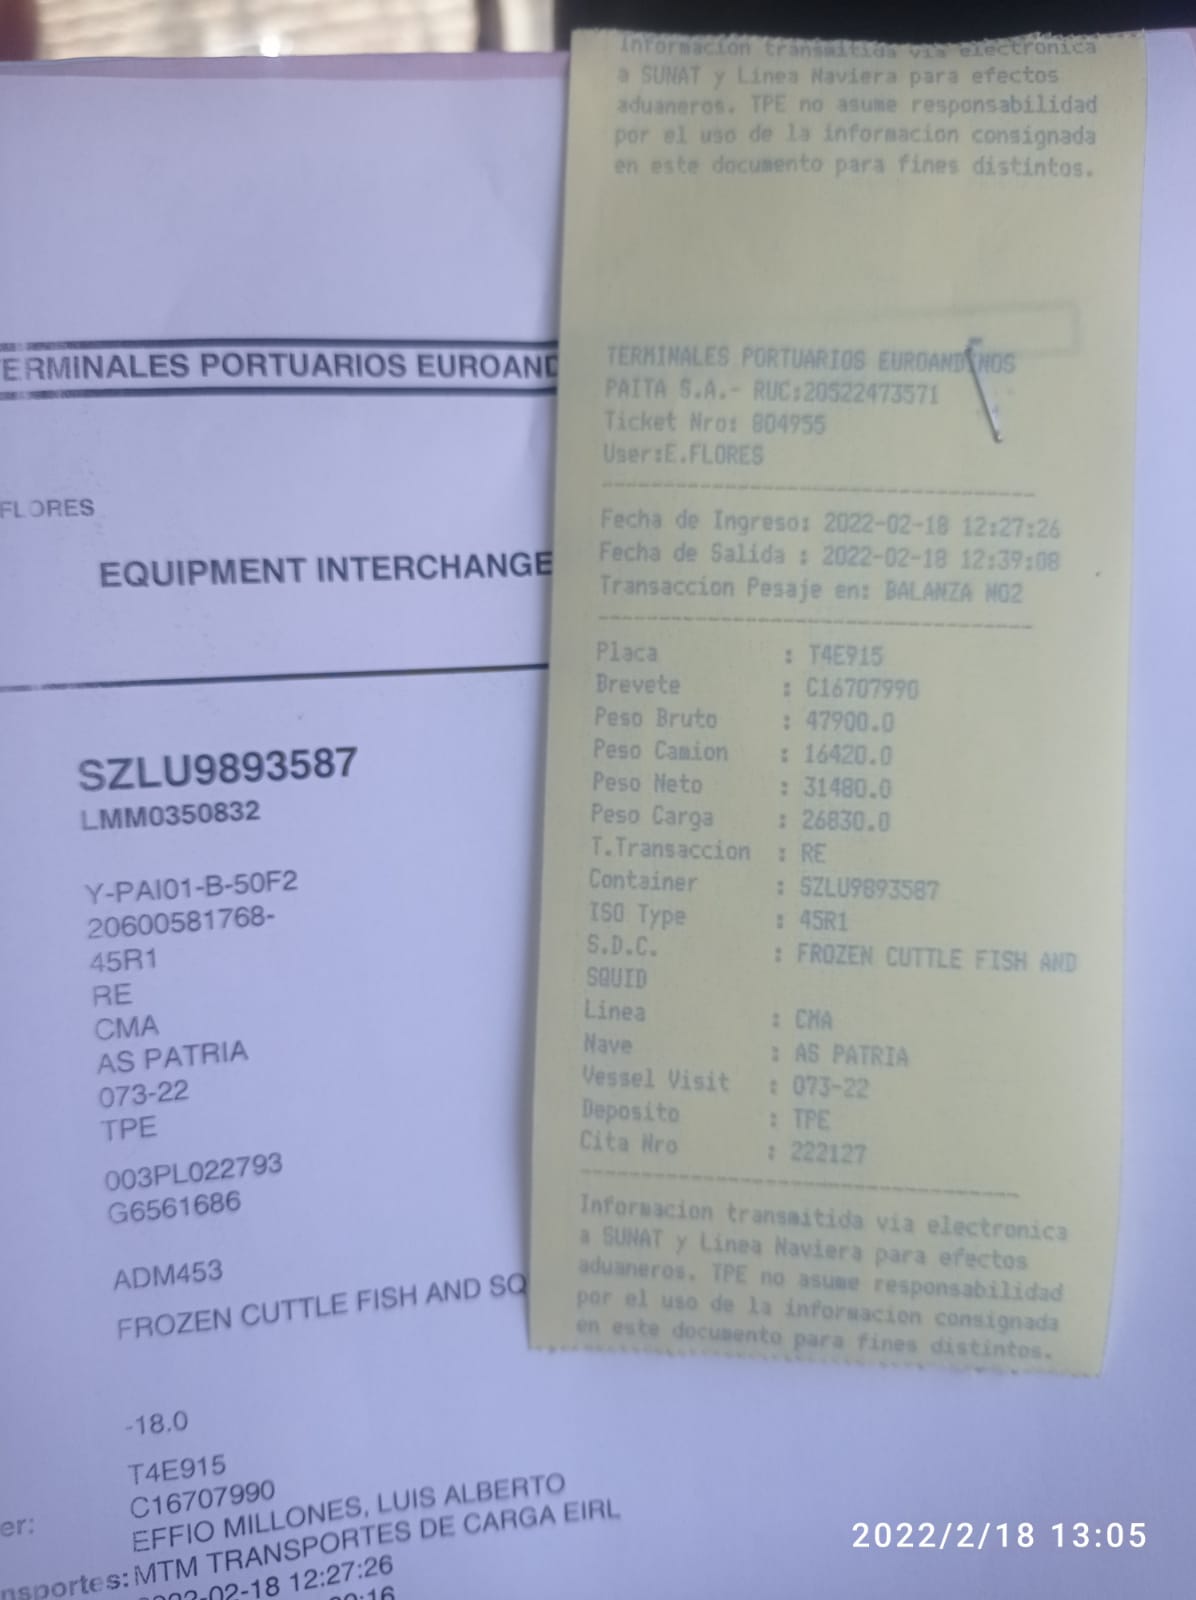 ERMINALES PORTUARIOS EUROAND
FLORES
EQUIPMENT INTERCHANGE
SZLU9893587
LMM0350832
Y-PAI01-B-50F2
20600581768-
45R1
RE
CMA
AS PATRIA
073-22
TPE
003PL022793
G6561686
ADM453
FROZEN CUTTLE FISH AND SQ
-18.0
T4E915
C16707990
er: EFFIO MILLONES, LUIS ALBERTO
nsportes: MTM TRANSPORTES DE CARGA EIRL
02-18 12:27:26
:16
Informacion transmitida via electronica
a SUNAT y Linea Naviera para efectos
aduaneros. TPE no asume responsabilidad
por el uso de la informacion consignada
en este documento para fines distintos.
TERMINALES PORTUARIOS EUROANDINOS
PAITA S.A.- RUC:20522473571
Ticket Nro: 804955
User:E.FLORES
Fecha de Ingreso: 2022-02-18 12:27:26
Fecha de Salida : 2022-02-18 12:39:08
Transaccion Pesaje en: BALANZA NO2
Placa : T4E915
Brevete : C16707990
Peso Bruto : 47900.0
Peso Camion : 16420.0
Peso Neto : 31480.0
Peso Carga : 26830.0
T.Transaccion : RE
Container : SZLU9893587
ISO Type : 45R1
S.D.C. : FROZEN CUTTLE FISH AND
SQUID
Linea : CMA
Nave : AS PATRIA
Vessel Visit : 073-22
Deposito : TPE
Cita Nro : 222127
Informacion transmitida via electronica
a SUNAT y Linea Naviera para efectos
aduaneros. TPE no asume responsabilidad
por el uso de la informacion consignada
en este documento para fines distintos.
2022/2/18 13:05